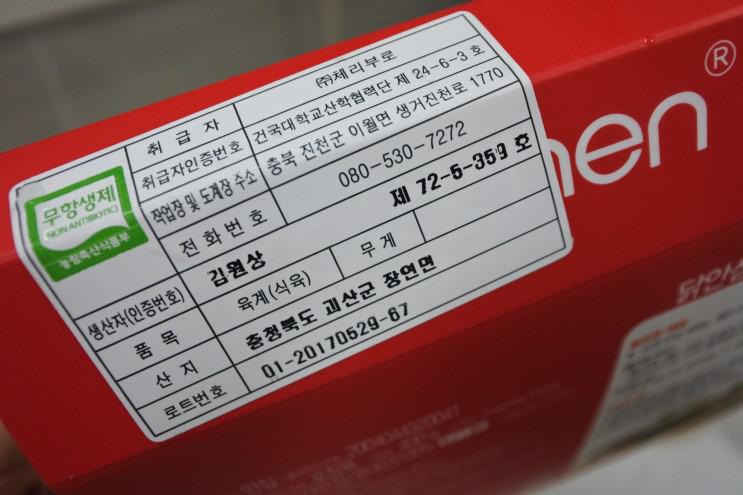 무항생제
NON ANTIBIOTIC
농림축산식품부
취급자 ㈜체리부로
취급자인증번호 건국대학교산학협력단 제 24-6-3 호
작업장 및 도계장 주소 충북 진천군 이월면 생거진천로 1770
전화번호 080-530-7272
생산자(인증번호) 김원상 제 72-5-359 호
품목 육계(식육) 무게
산지 충청북도 괴산군 장연면
로트번호 01-20170529-67
en®
닭안심